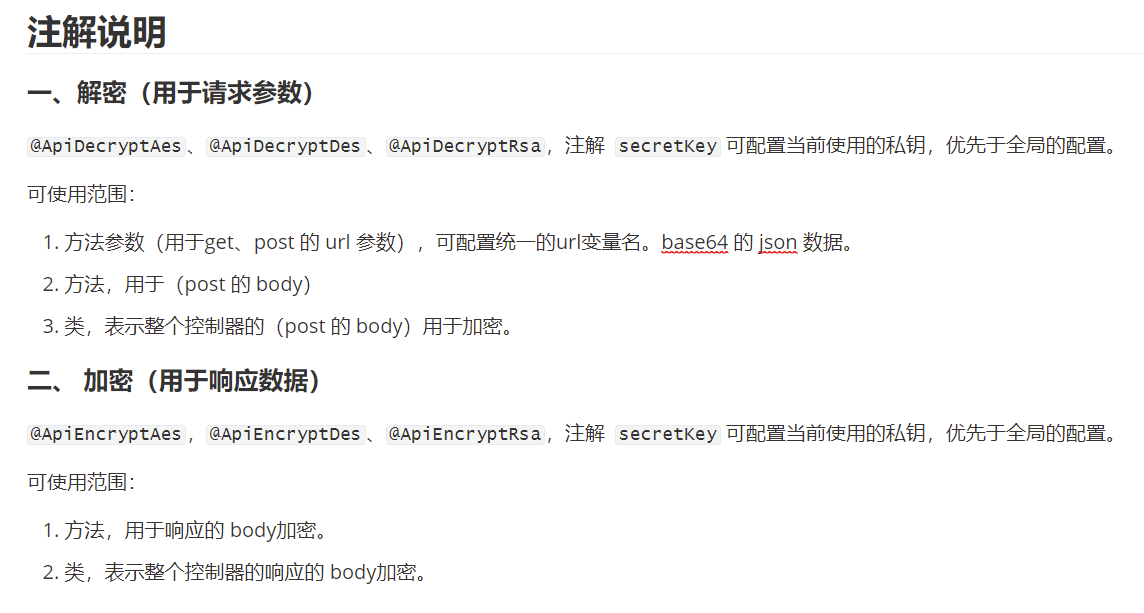 注解说明
一、解密（用于请求参数）
@ApiDecryptAes、@ApiDecryptDes、@ApiDecryptRsa，注解 secretKey 可配置当前使用的私钥，优先于全局的配置。
可使用范围：
1. 方法参数（用于get、post 的 url 参数），可配置统一的url变量名。base64 的 json 数据。
2. 方法，用于（post 的 body）
3. 类，表示整个控制器的（post 的 body）用于加密。
二、 加密（用于响应数据）
@ApiEncryptAes，@ApiEncryptDes、@ApiEncryptRsa，注解 secretKey 可配置当前使用的私钥，优先于全局的配置。
可使用范围：
1. 方法，用于响应的 body加密。
2. 类，表示整个控制器的响应的 body加密。